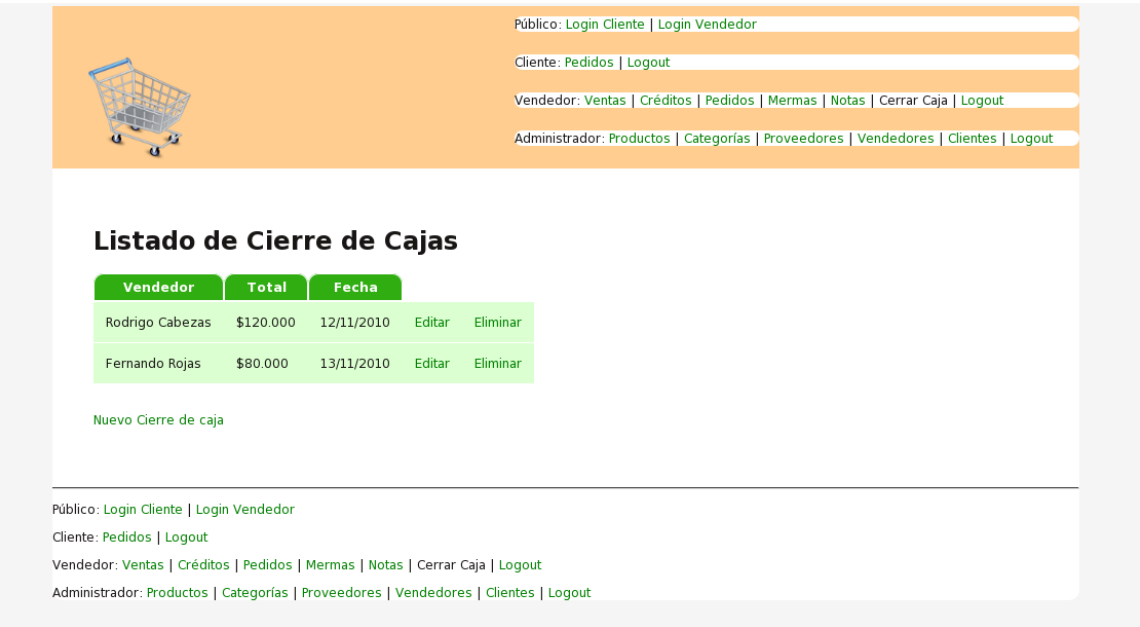 Público: Login Cliente | Login Vendedor
Cliente: Pedidos | Logout
Vendedor: Ventas | Créditos | Pedidos | Mermas | Notas | Cerrar Caja | Logout
Administrador: Productos | Categorías | Proveedores | Vendedores | Clientes | Logout
Listado de Cierre de Cajas
Vendedor Total Fecha
Rodrigo Cabezas $120.000 12/11/2010 Editar Eliminar
Fernando Rojas $80.000 13/11/2010 Editar Eliminar
Nuevo Cierre de caja
Público: Login Cliente | Login Vendedor
Cliente: Pedidos | Logout
Vendedor: Ventas | Créditos | Pedidos | Mermas | Notas | Cerrar Caja | Logout
Administrador: Productos | Categorías | Proveedores | Vendedores | Clientes | Logout